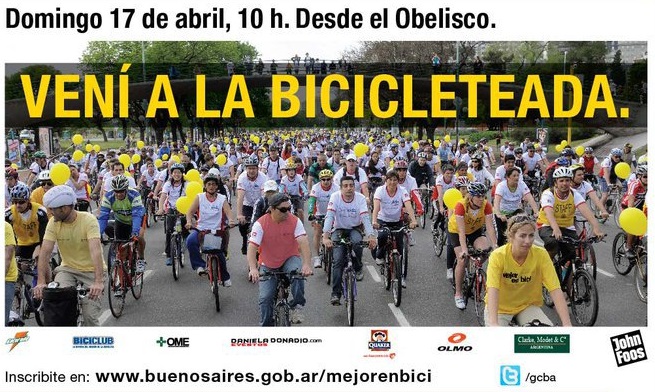 Domingo 17 de abril, 10 h. Desde el Obelisco.
VENÍ A LA BICICLETEADA.
BICICLUB
OME
DANIELA DONADIO.COM
EVENTOS
QUAKER
OLMO
Clarke, Modet & Cº
ARGENTINA
John
Foos
Inscribite en: www.buenosaires.gob.ar/mejorenbici
/gcba